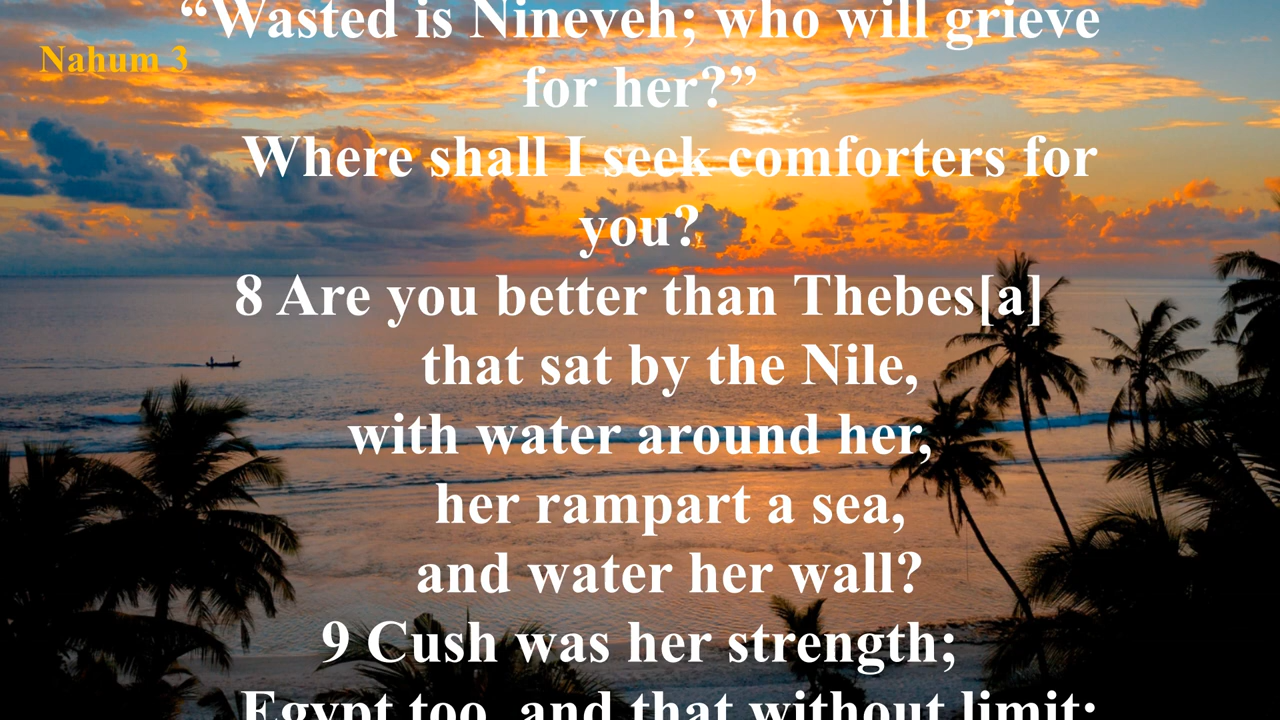 “Wasted is Nineveh; who will grieve
Nahum 3
for her?”
Where shall I seek comforters for
you?
8 Are you better than Thebes[a]
that sat by the Nile,
with water around her,
her rampart a sea,
and water her wall?
9 Cush was her strength;
Egypt too, and that without limit;